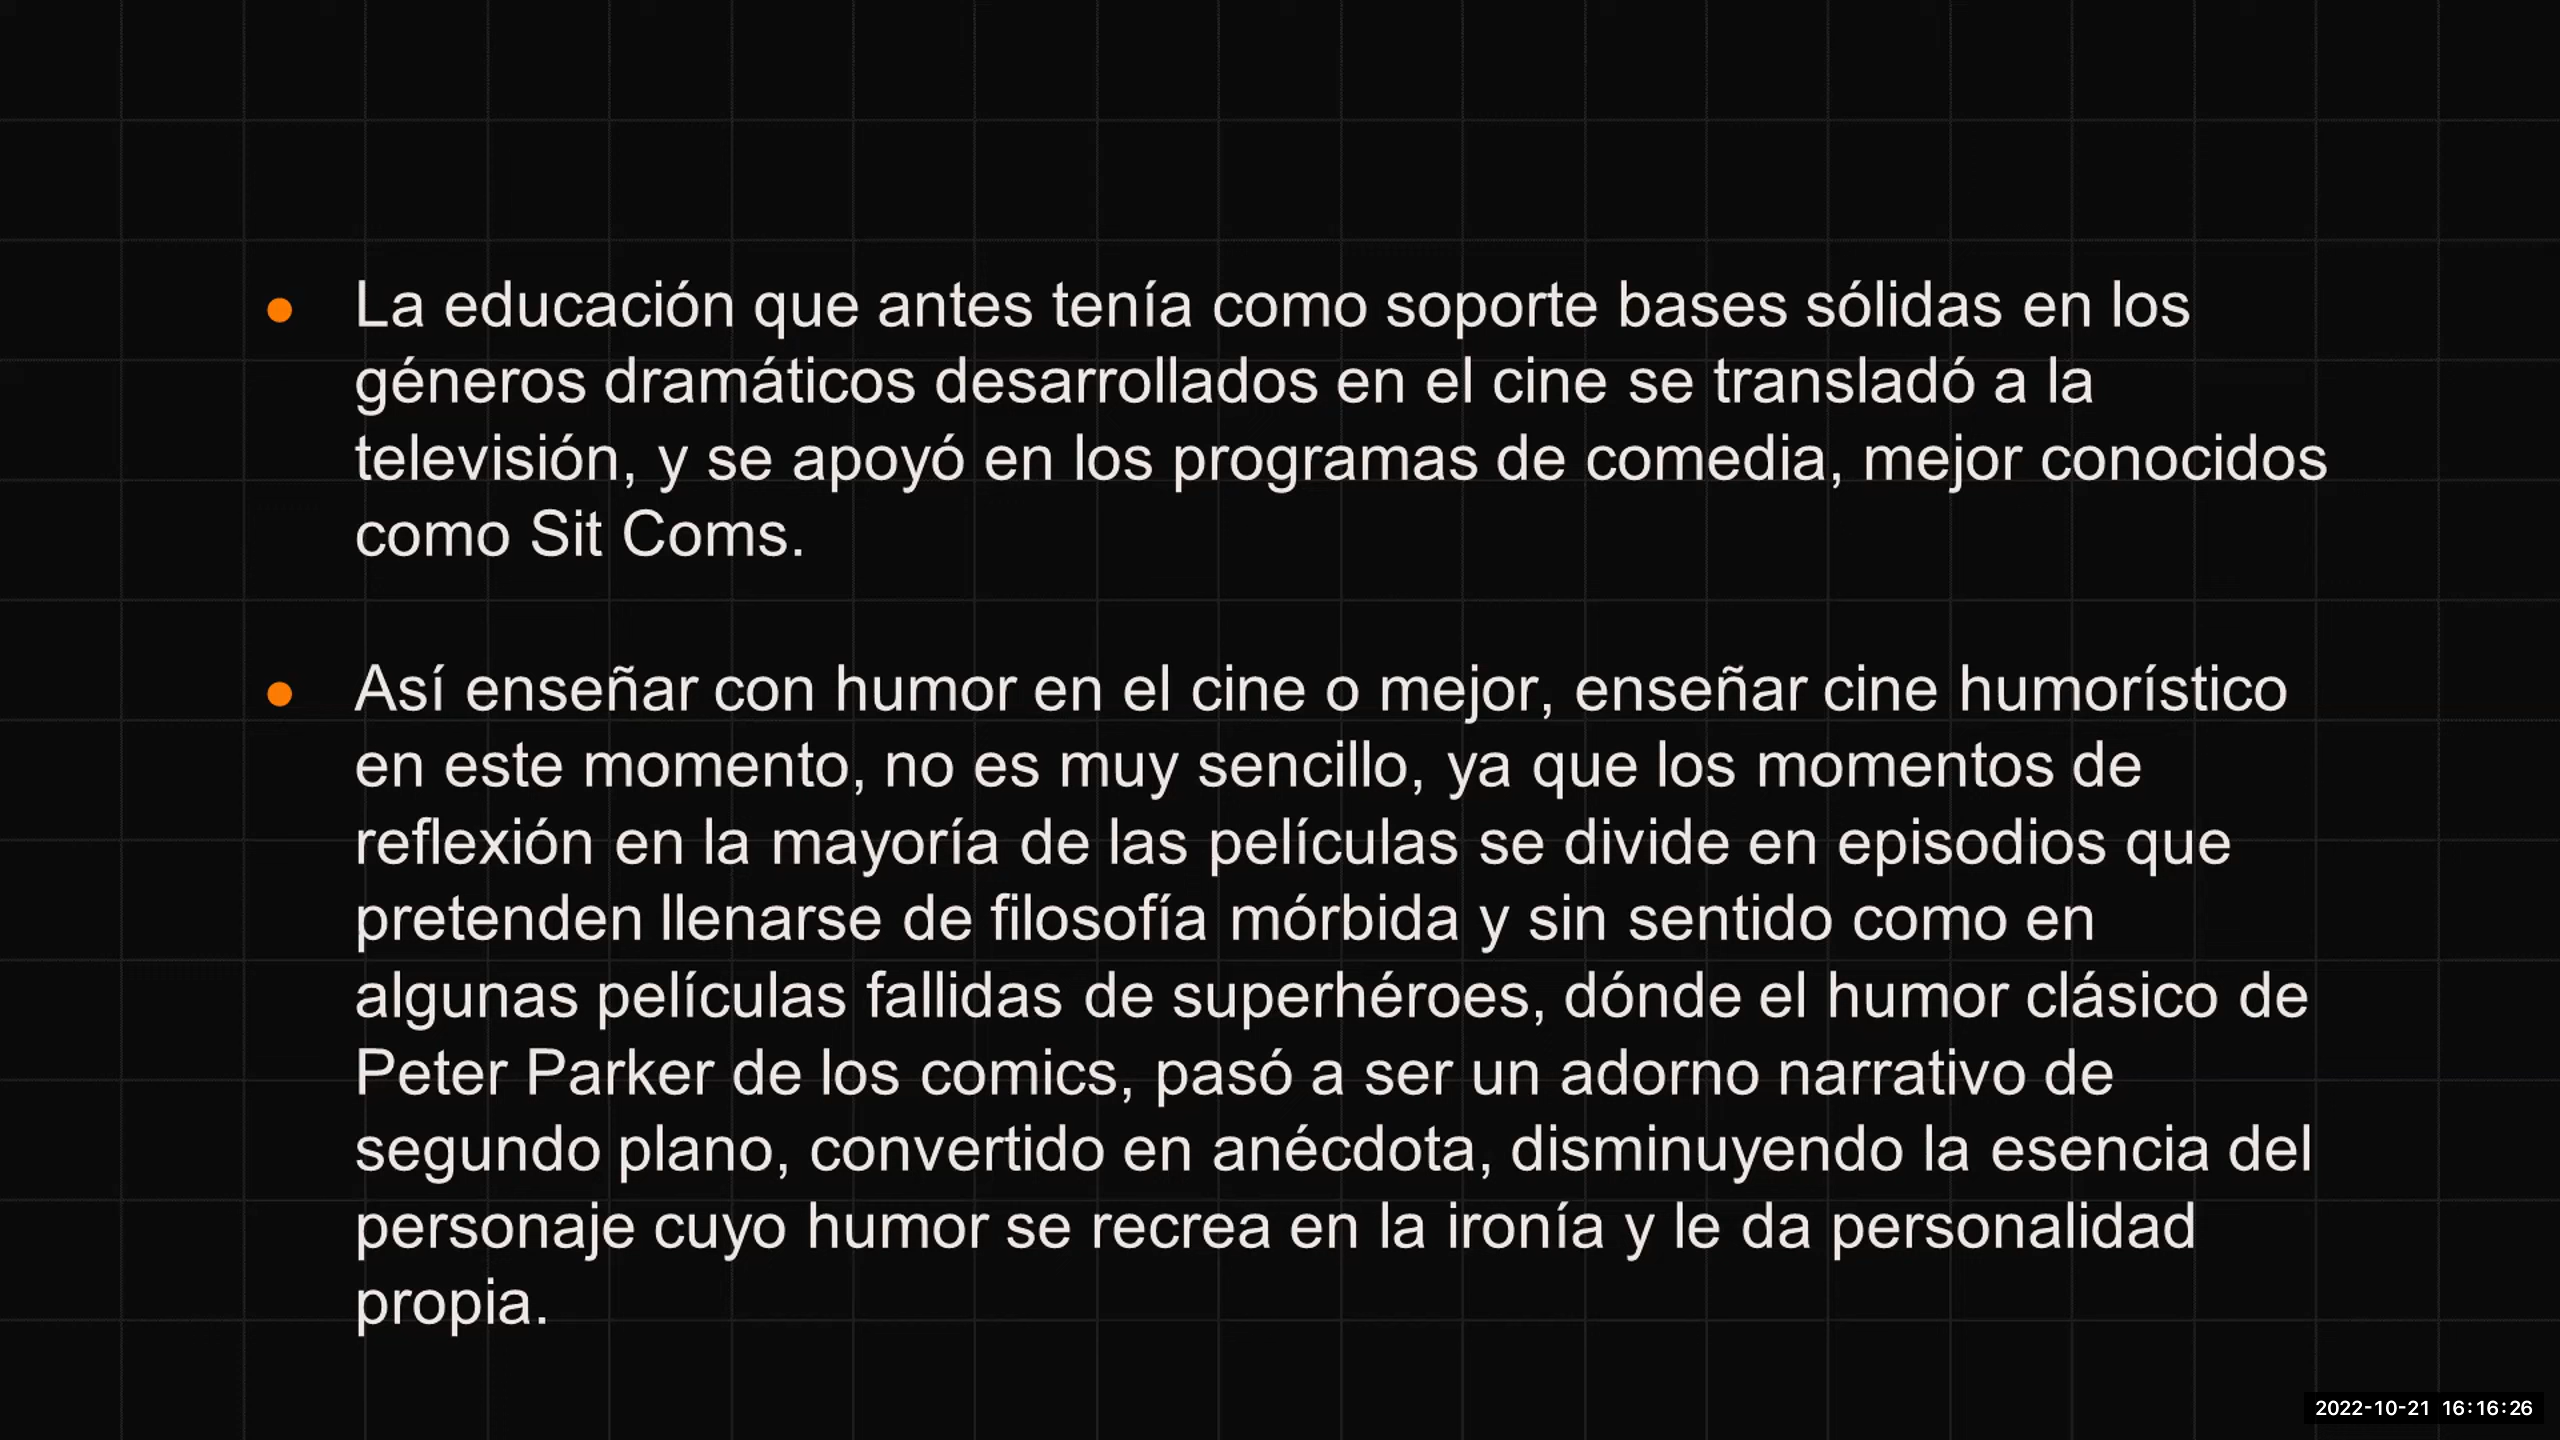 La educación que antes tenía como soporte bases sólidas en los
géneros dramáticos desarrollados en el cine se transladó a la
televisión, y se apoyó en los programas de comedia, mejor conocidos
como Sit Coms.
Así enseñar con humor en el cine o mejor, enseñar cine humorístico
en este momento, no es muy sencillo, ya que los momentos de
reflexión en la mayoría de las películas se divide en episodios que
pretenden llenarse de filosofía mórbida y sin sentido como en
algunas películas fallidas de superhéroes, dónde el humor clásico de
Peter Parker de los comics, pasó a ser un adorno narrativo de
segundo plano, convertido en anécdota, disminuyendo la esencia del
personaje cuyo humor se recrea en la ironía y le da personalidad
propia.
2022-10-21 16:16:26